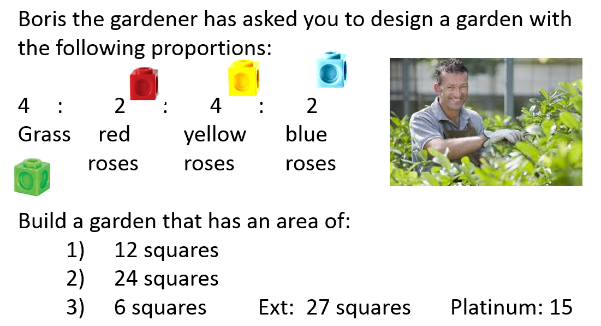 Boris the gardener has asked you to design a garden with
the following proportions:
4 : 2 : 4 : 2
Grass red yellow blue
roses roses roses
Build a garden that has an area of:
1) 12 squares
2) 24 squares
3) 6 squares Ext: 27 squares Platinum: 15